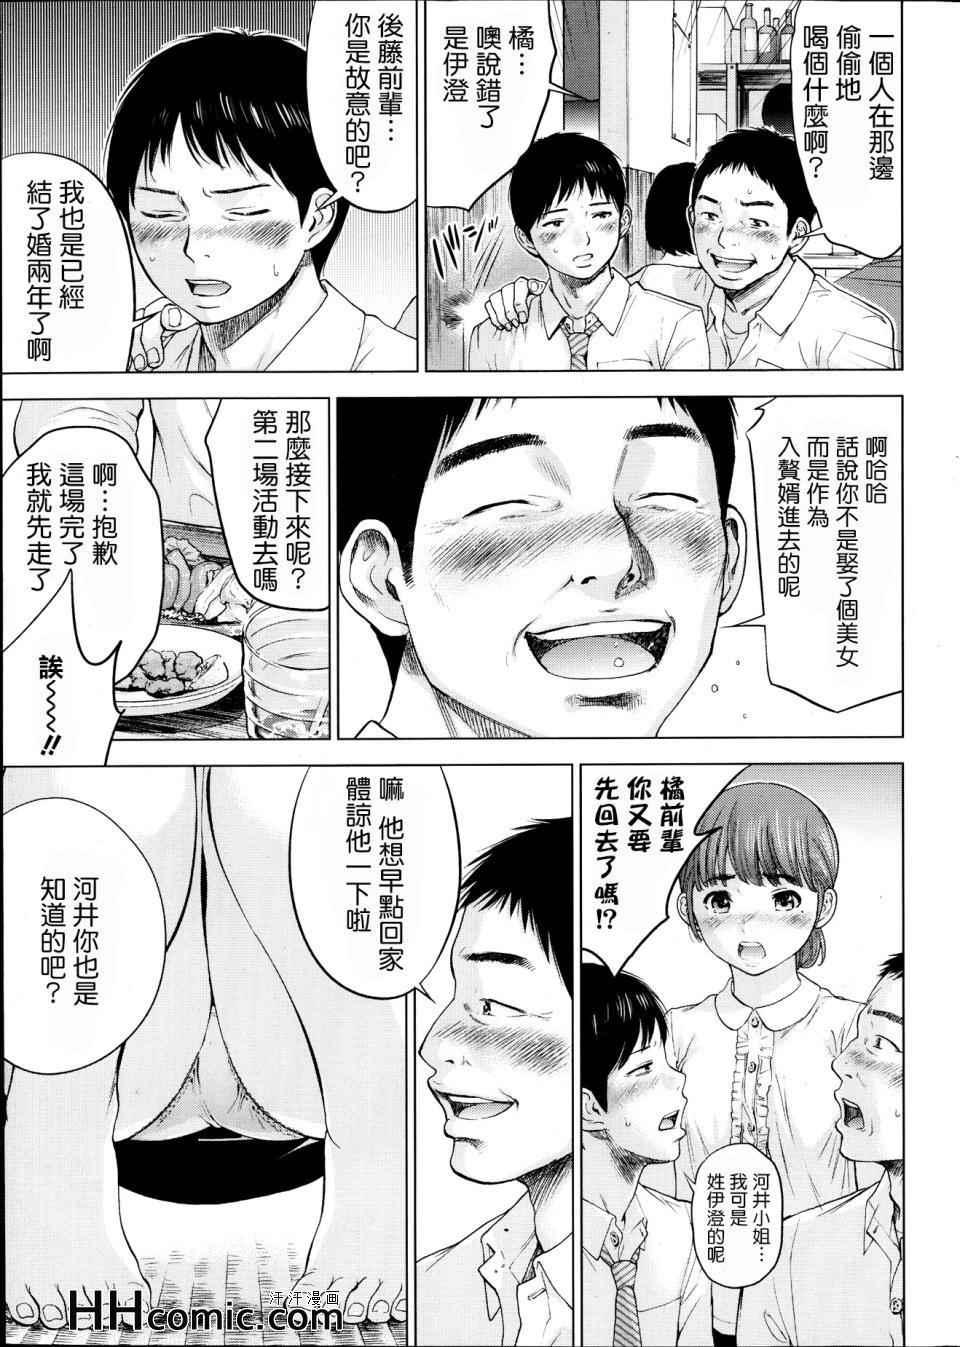 一個人在那邊
偷偷地
喝個什麼啊?
橘…
噢說錯了
是伊澄
後藤前輩…
你是故意的吧?
我也是已經
結了婚兩年了啊
啊哈哈
話說你不是娶了個美女
而是作為
入贅婿進去的呢
那麼接下來呢?
第二場活動去嗎
啊…抱歉
這場完了
我就先走了
誒~~~!!
橘前輩
你又要
先回去了嗎!?
河井小姐…
我可是
姓伊澄的呢
嘛 他想早點回家
體諒他一下啦
河井你也是
知道的吧?
汗汗漫画
HHcomic.com